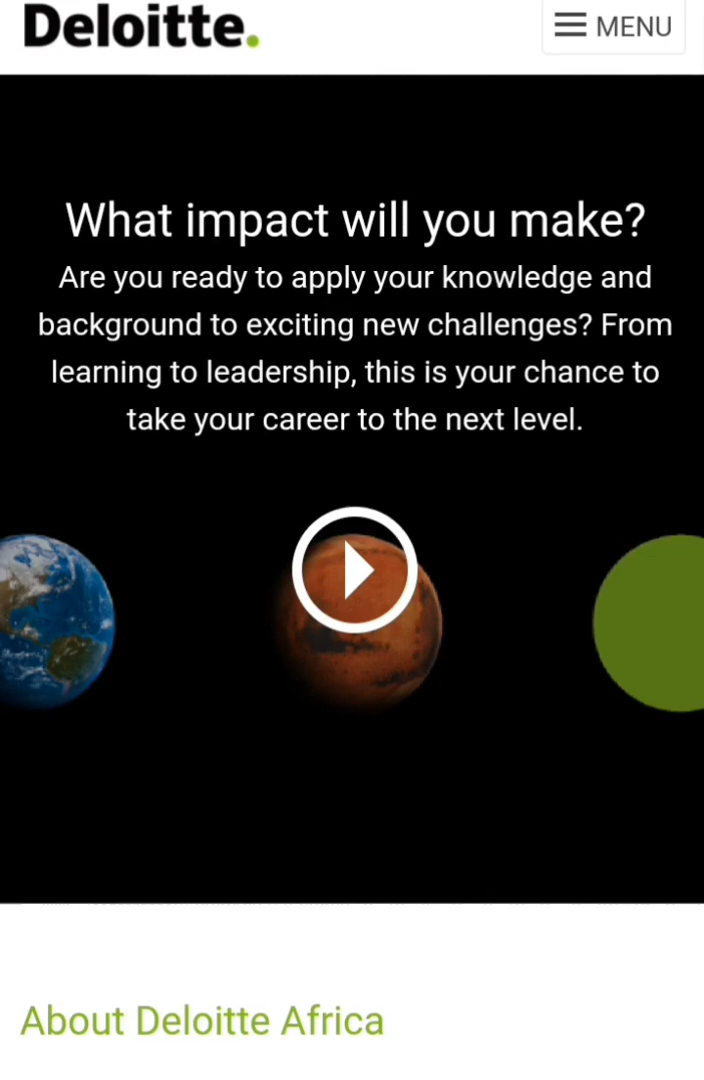 Deloitte.
MENU
What impact will you make?
Are you ready to apply your knowledge and
background to exciting new challenges? From
learning to leadership, this is your chance to
take your career to the next level.
About Deloitte Africa